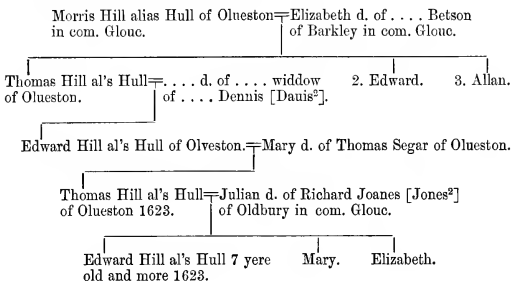 Morris Hill alias Hull of Olueston╤Elizabeth d. of . . . . Betson
in com. Glouc. of Barkley in com. Glouc.
Thomas Hill al's Hull╤. . . . d. of . . . . widdow 2. Edward. 3. Allan.
of Olueston. of . . . . Dennis [Dauis²].
Edward Hill al's Hull of Olveston.╤Mary d. of Thomas Segar of Olueston.
Thomas Hill al's Hull╤Julian d. of Richard Joanes [Jones²]
of Olueston 1623. of Oldbury in com. Glouc.
Edward Hill al's Hull 7 yere Mary. Elizabeth.
old and more 1623.